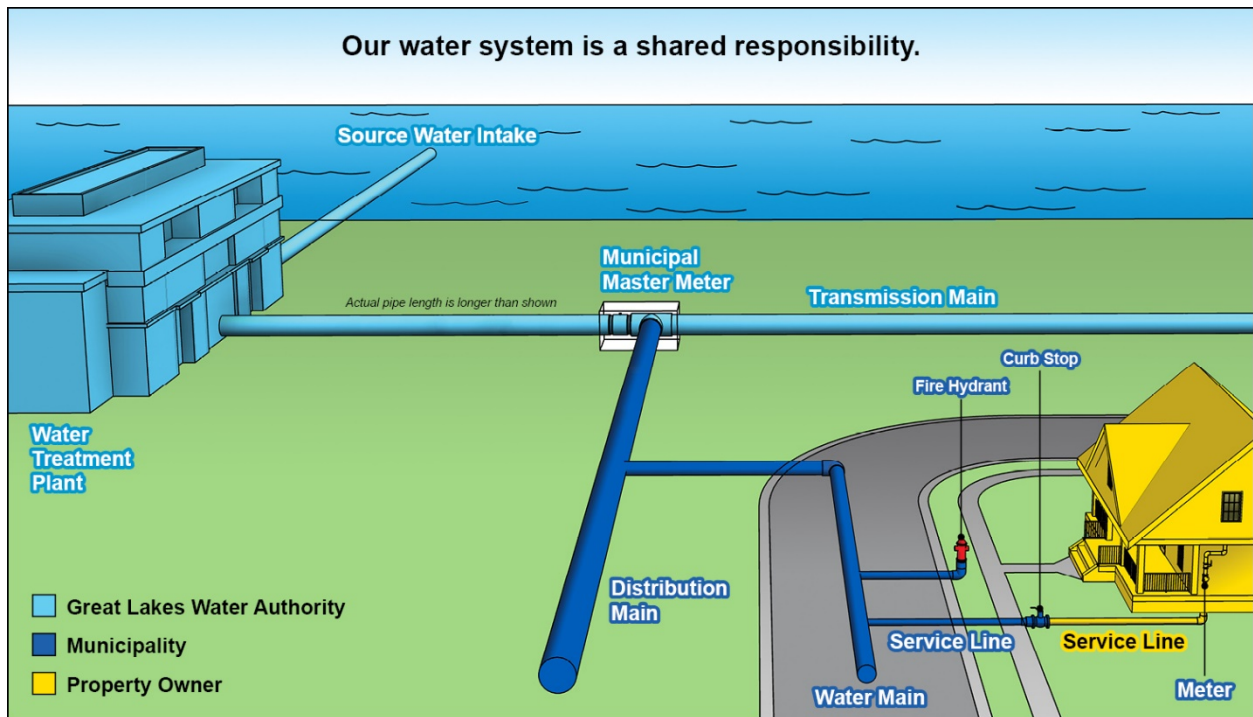 Our water system is a shared responsibility.
Source Water Intake
Municipal
Master Meter
Actual pipe length is longer than shown
Transmission Main
Curb Stop
Fire Hydrant
Water
Treatment
Plant
Distribution
Main
Great Lakes Water Authority
Municipality
Property Owner
Service Line
Service Line
Water Main
Meter